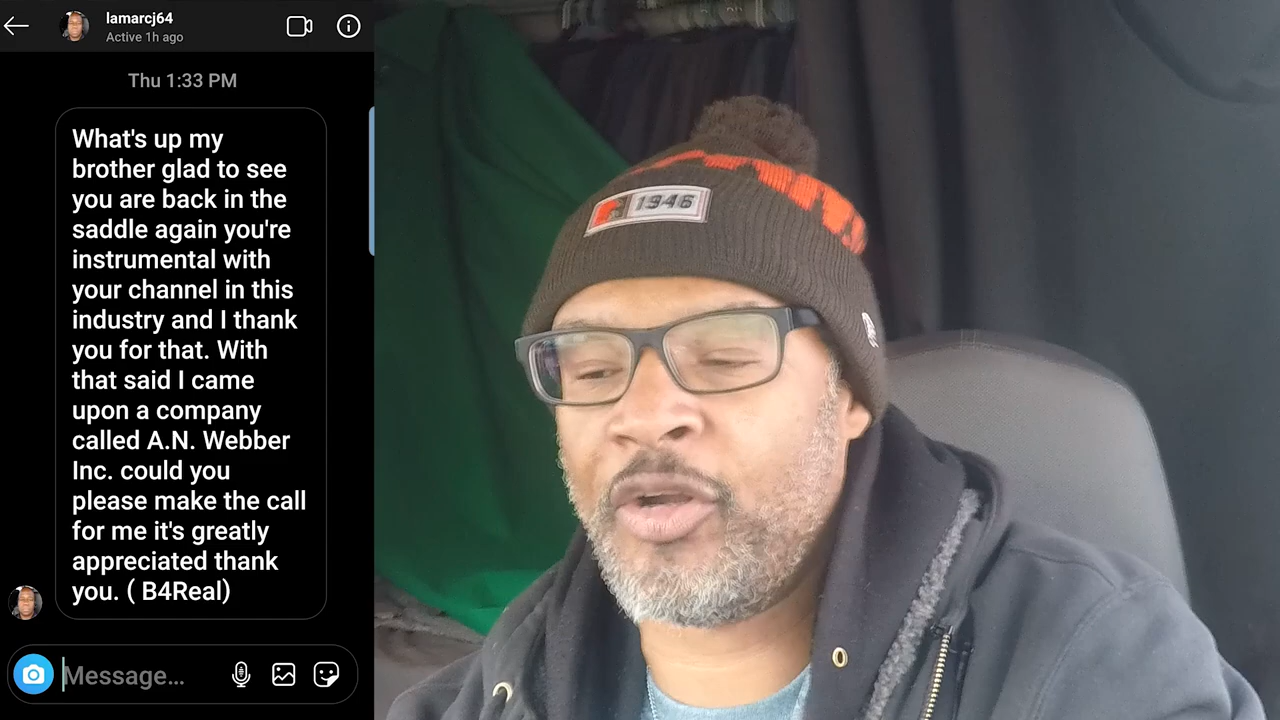 lamarcj64
Active 1h ago
Thu 1:33 PM
What's up my
brother glad to see
you are back in the
saddle again you're
instrumental with
your channel in this
industry and I thank
you for that. With
that said I came
upon a company
called A.N. Webber
Inc. could you
please make the call
for me it's greatly
appreciated thank
you. ( B4Real)
Message...
1946